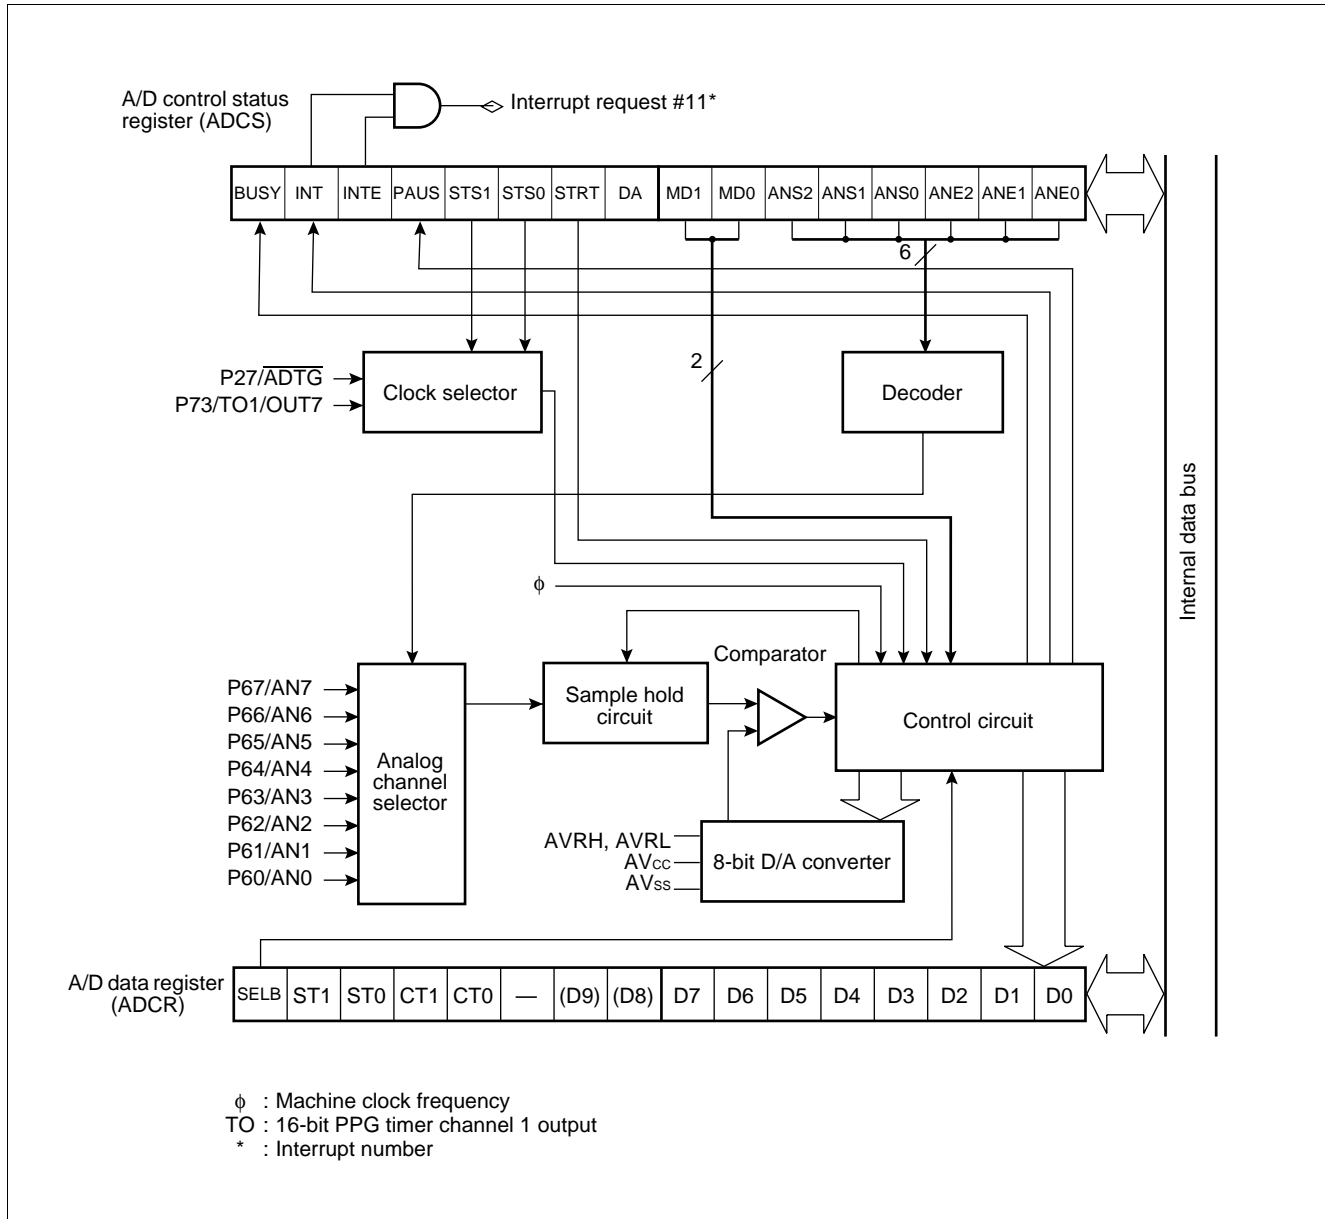 A/D control status
register (ADCS)
Interrupt request #11*
BUSY INT INTE PAUS STS1 STS0 STRT DA MD1 MD0 ANS2 ANS1 ANS0 ANE2 ANE1 ANE0
6
2
P27/A̅D̅T̅G̅
P73/TO1/OUT7
Clock selector
Decoder
Internal data bus
φ
Comparator
P67/AN7
P66/AN6
P65/AN5
P64/AN4
P63/AN3
P62/AN2
P61/AN1
P60/AN0
Analog
channel
selector
Sample hold
circuit
Control circuit
AVRH, AVRL
AVCC
AVSS
8-bit D/A converter
A/D data register
(ADCR)
SELB ST1 ST0 CT1 CT0 — (D9) (D8) D7 D6 D5 D4 D3 D2 D1 D0
φ : Machine clock frequency
TO : 16-bit PPG timer channel 1 output
* : Interrupt number